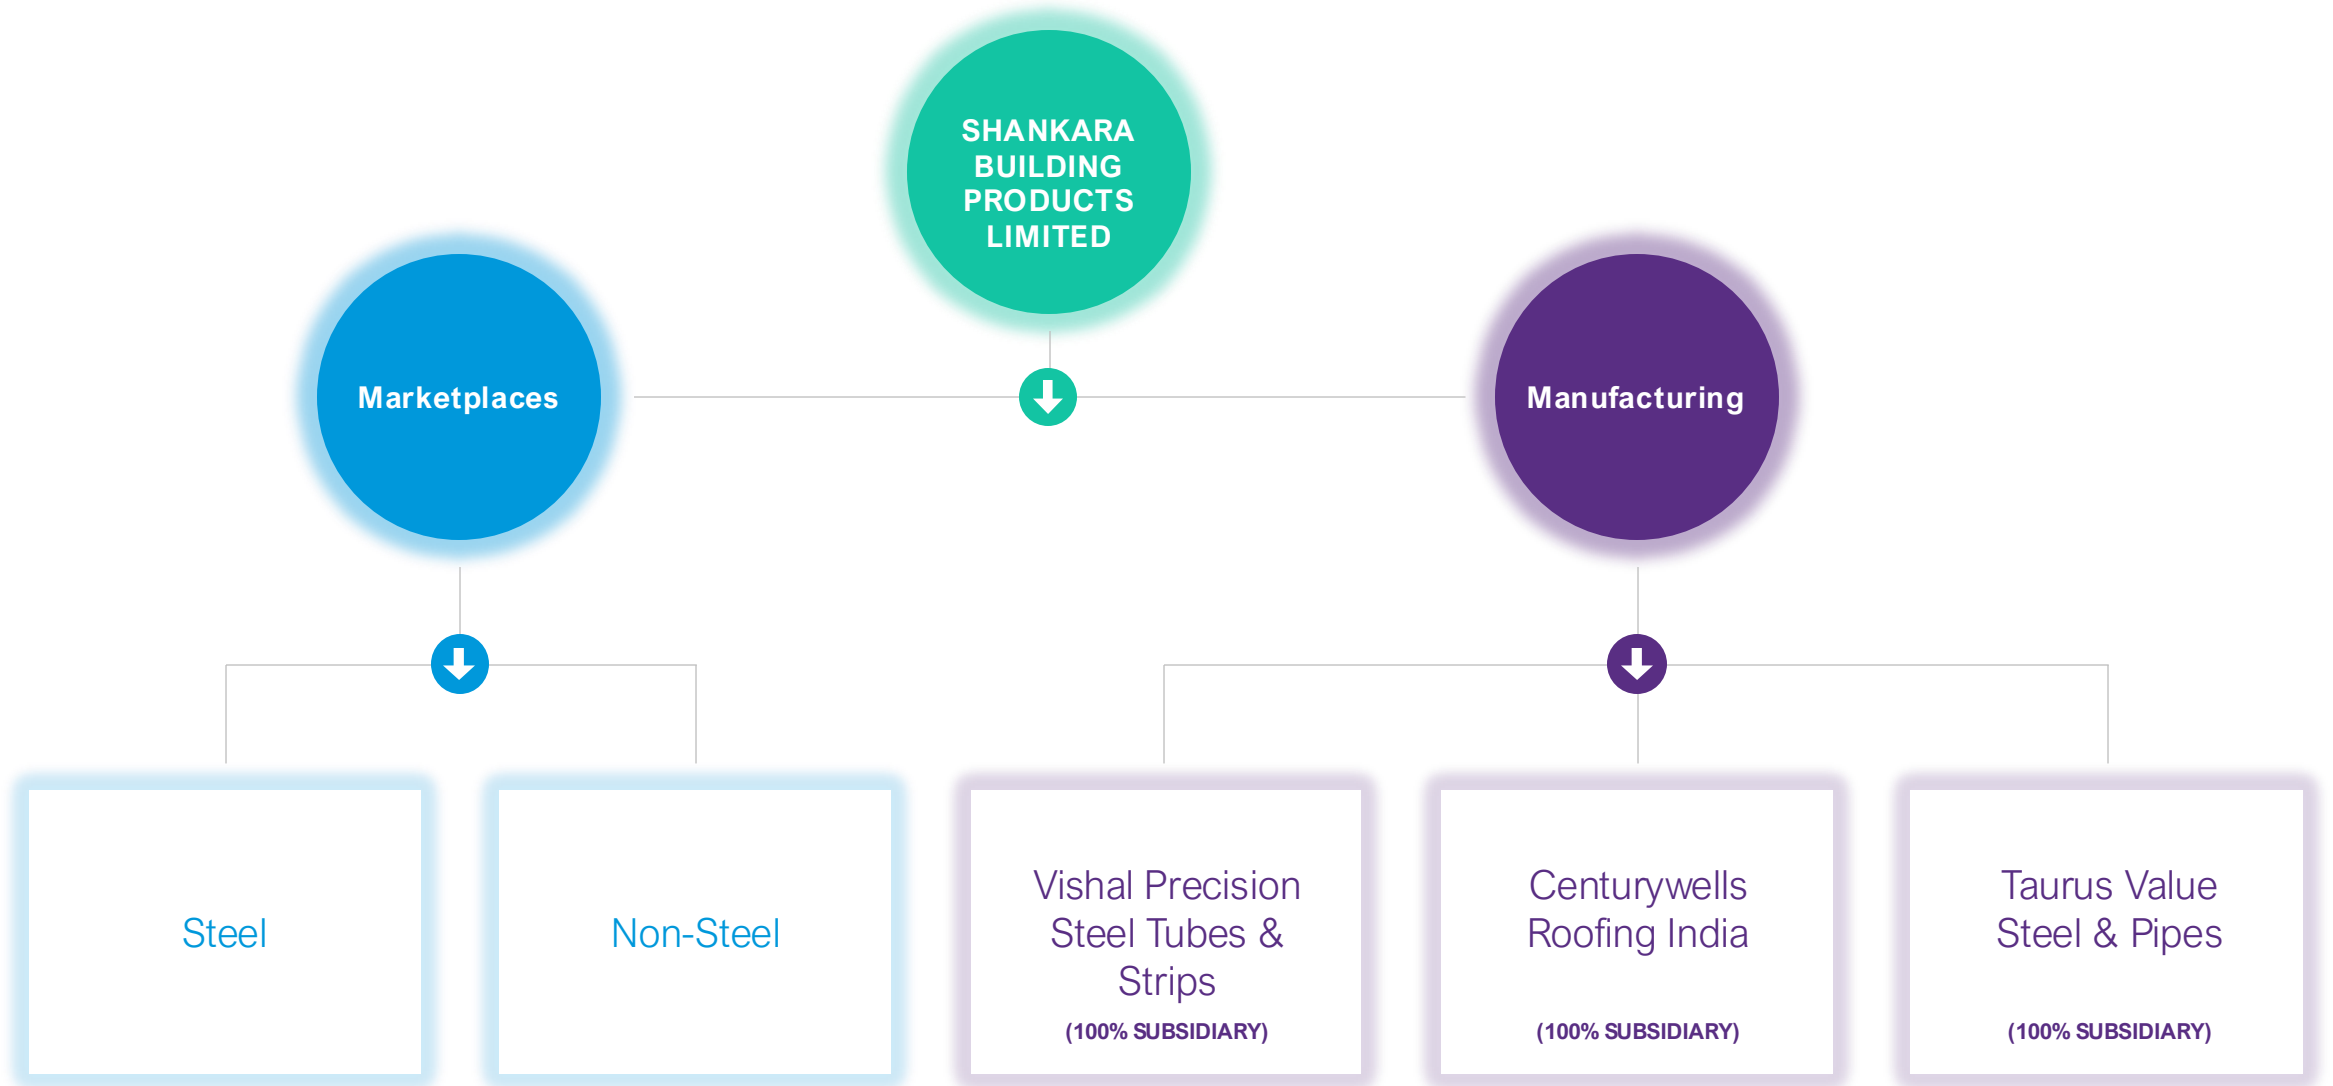 SHANKARA
BUILDING
PRODUCTS
LIMITED
Marketplaces
Manufacturing
Steel
Non-Steel
Vishal Precision
Steel Tubes &
Strips
(100% SUBSIDIARY)
Centurywells
Roofing India
(100% SUBSIDIARY)
Taurus Value
Steel & Pipes
(100% SUBSIDIARY)